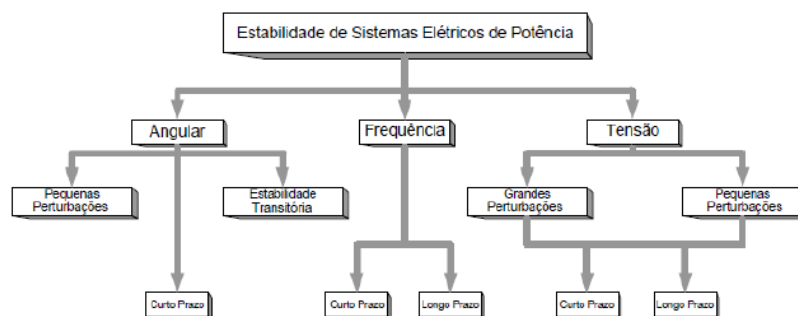 Estabilidade de Sistemas Elétricos de Potência
Angular
Frequência
Tensão
Pequenas
Perturbações
Estabilidade
Transitória
Grandes
Perturbações
Pequenas
Perturbações
Curto Prazo
Curto Prazo
Longo Prazo
Curto Prazo
Longo Prazo